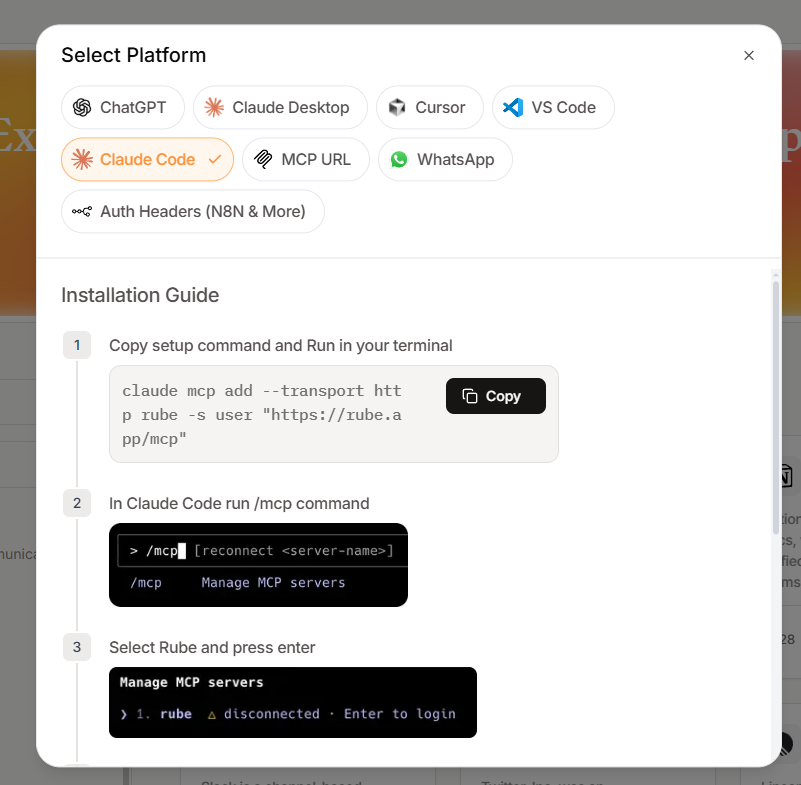 Select Platform
ChatGPT
Claude Desktop
Cursor
VS Code
Claude Code
MCP URL
WhatsApp
Auth Headers (N8N & More)
Installation Guide
1
Copy setup command and Run in your terminal
claude mcp add --transport htt
p rube -s user "https://rube.a
pp/mcp"
Copy
2
In Claude Code run /mcp command
> /mcp [reconnect <server-name>]
/mcp Manage MCP servers
3
Select Rube and press enter
Manage MCP servers
❯ 1. rube △ disconnected · Enter to login